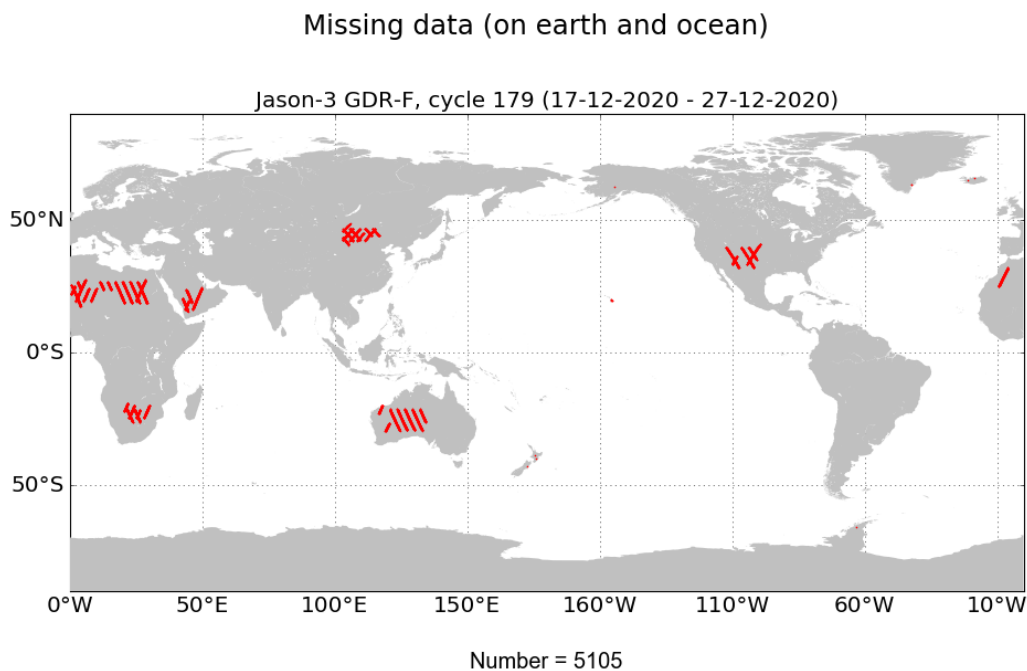 Missing data (on earth and ocean)
Jason-3 GDR-F, cycle 179 (17-12-2020 - 27-12-2020)
50°N
0°S
50°S
0°W 50°E 100°E 150°E 160°W 110°W 60°W 10°W
Number = 5105